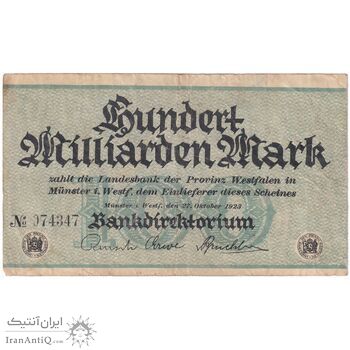 Hundert
Milliarden Mark
zahlt die Landesbank der Provinz Westfalen in
Münster i. Westf. dem Einlieferer dieses Scheines
Münster i. Westf. den 27. Oktober 1923
№ 074347 Bankdirektorium
ایران آنتیک
IranAntiQ.com